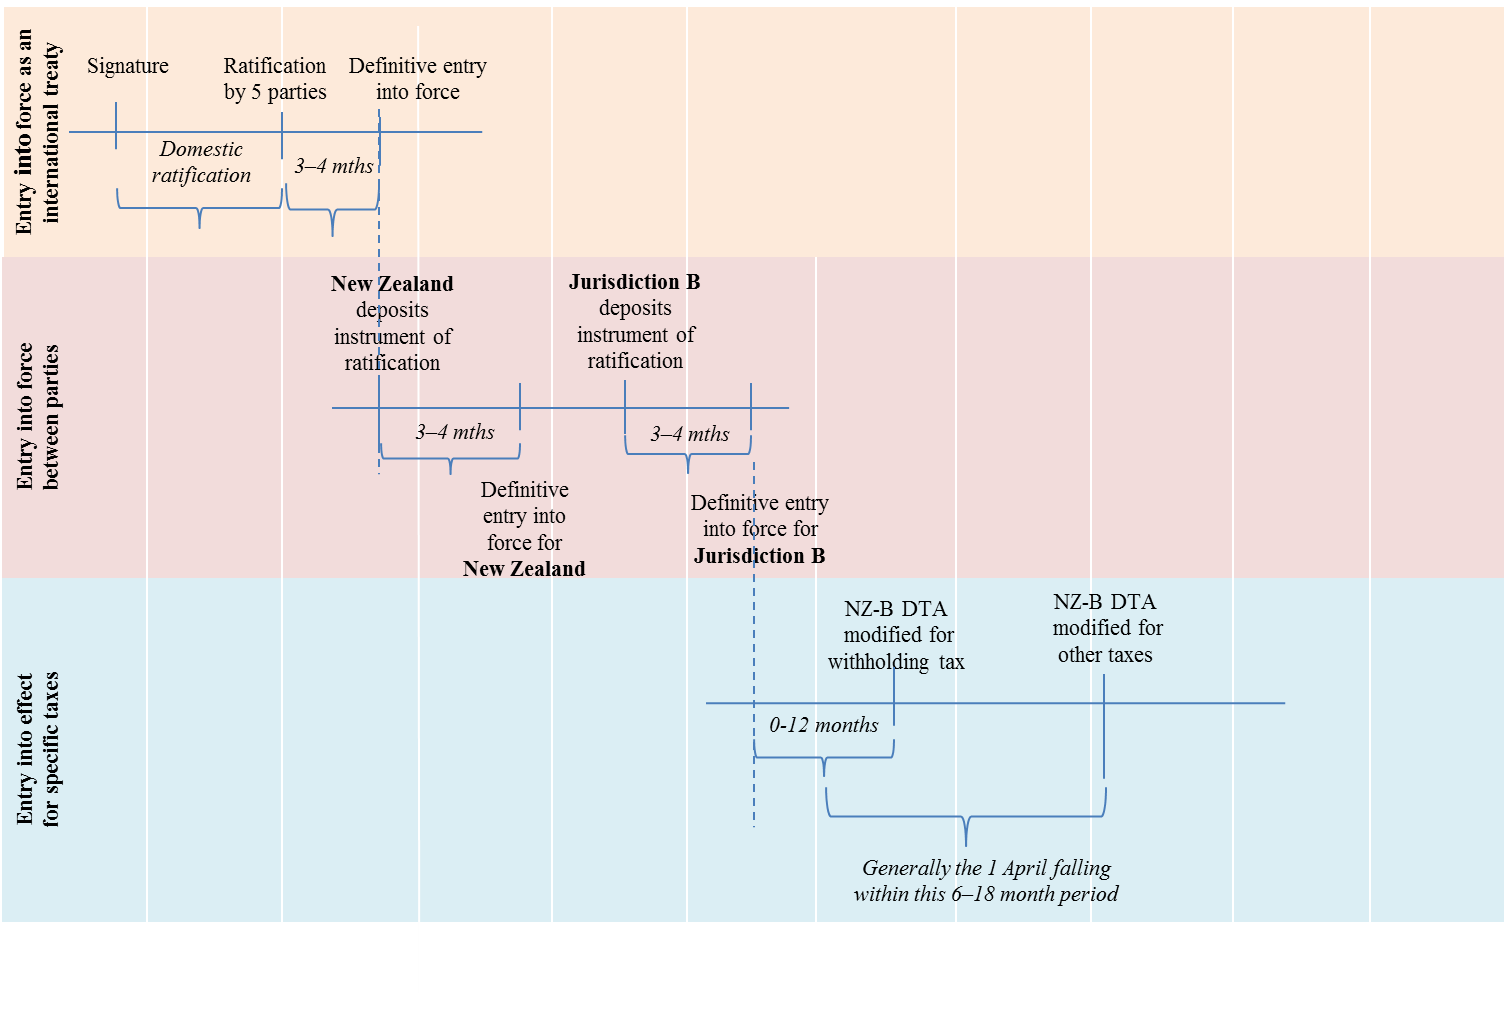 Entry into force as an
international treaty
Signature
Ratification
by 5 parties
Definitive entry
into force
Domestic
ratification
3–4 mths
Entry into force
between parties
New Zealand
deposits
instrument of
ratification
Jurisdiction B
deposits
instrument of
ratification
3–4 mths
3–4 mths
Definitive
entry into
force for
New Zealand
Definitive entry
into force for
Jurisdiction B
Entry into effect
for specific taxes
NZ-B DTA
modified for
withholding tax
NZ-B DTA
modified for
other taxes
0-12 months
Generally the 1 April falling
within this 6–18 month period